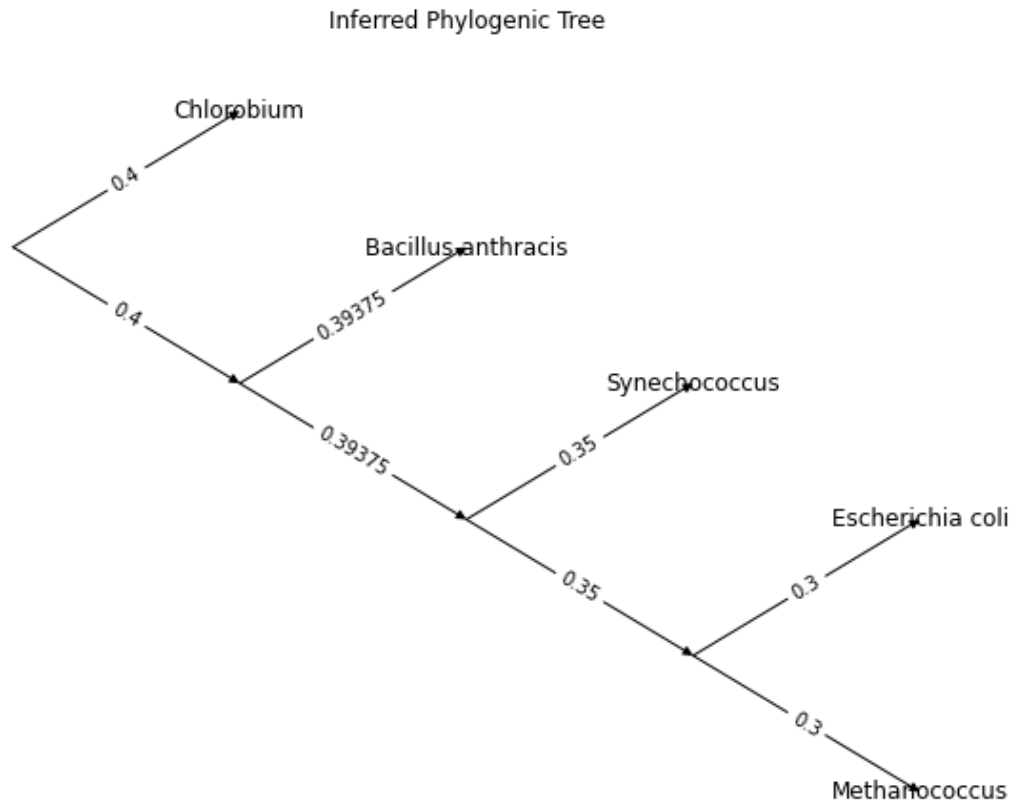 Inferred Phylogenic Tree
Chlorobium
0.4
Bacillus anthracis
0.39375
0.4
Synechococcus
0.35
0.39375
Escherichia coli
0.3
0.35
0.3
Methanococcus